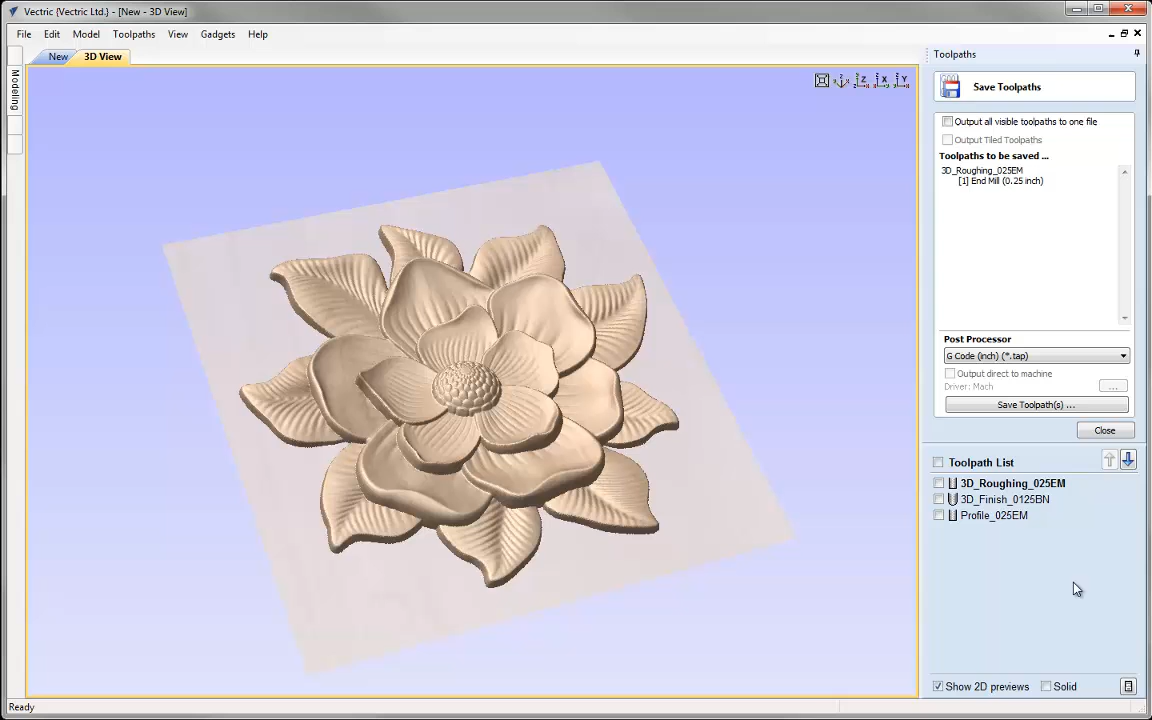 Vectric {Vectric Ltd.} - [New - 3D View]
File Edit Model Toolpaths View Gadgets Help
New 3D View
Modeling
Z X Y
Toolpaths
Save Toolpaths
Output all visible toolpaths to one file
Output Tiled Toolpaths
Toolpaths to be saved ...
3D_Roughing_025EM
[1] End Mill (0.25 inch)
Post Processor
G Code (inch) (*.tap)
Output direct to machine
Driver: Mach ...
Save Toolpath(s) ...
Close
Toolpath List
3D_Roughing_025EM
3D_Finish_0125BN
Profile_025EM
Show 2D previews Solid
Ready